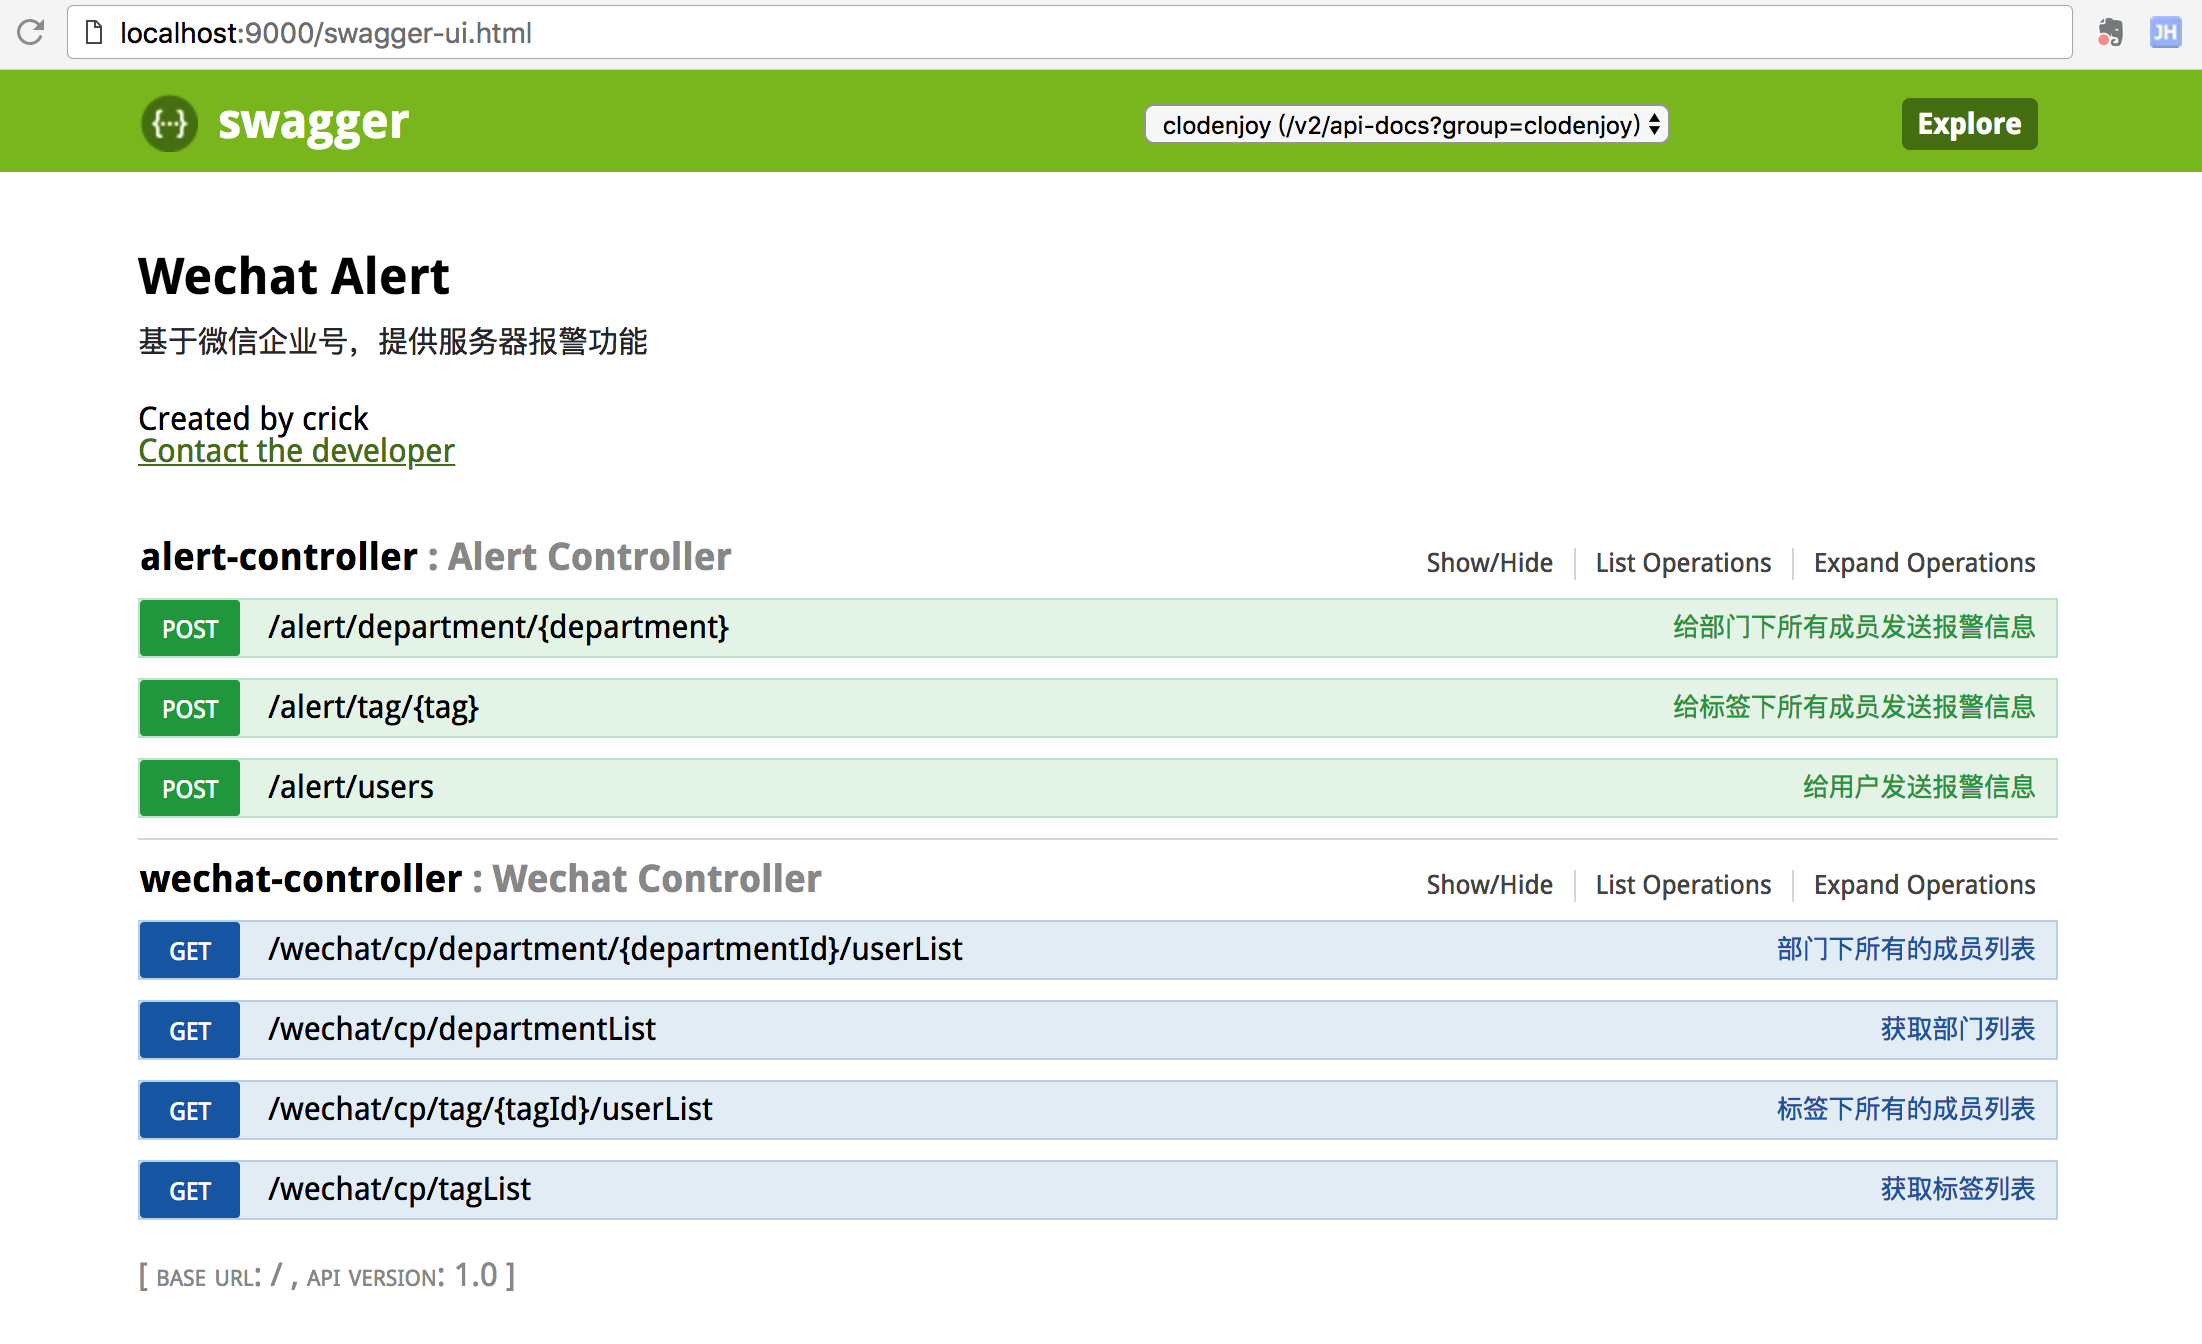 localhost:9000/swagger-ui.html
JH
{···} swagger
clodenjoy (/v2/api-docs?group=clodenjoy)
Explore
Wechat Alert
基于微信企业号，提供服务器报警功能
Created by crick
Contact the developer
alert-controller : Alert Controller
Show/Hide
List Operations
Expand Operations
POST /alert/department/{department} 给部门下所有成员发送报警信息
POST /alert/tag/{tag} 给标签下所有成员发送报警信息
POST /alert/users 给用户发送报警信息
wechat-controller : Wechat Controller
Show/Hide
List Operations
Expand Operations
GET /wechat/cp/department/{departmentId}/userList 部门下所有的成员列表
GET /wechat/cp/departmentList 获取部门列表
GET /wechat/cp/tag/{tagId}/userList 标签下所有的成员列表
GET /wechat/cp/tagList 获取标签列表
[ BASE URL: / , API VERSION: 1.0 ]